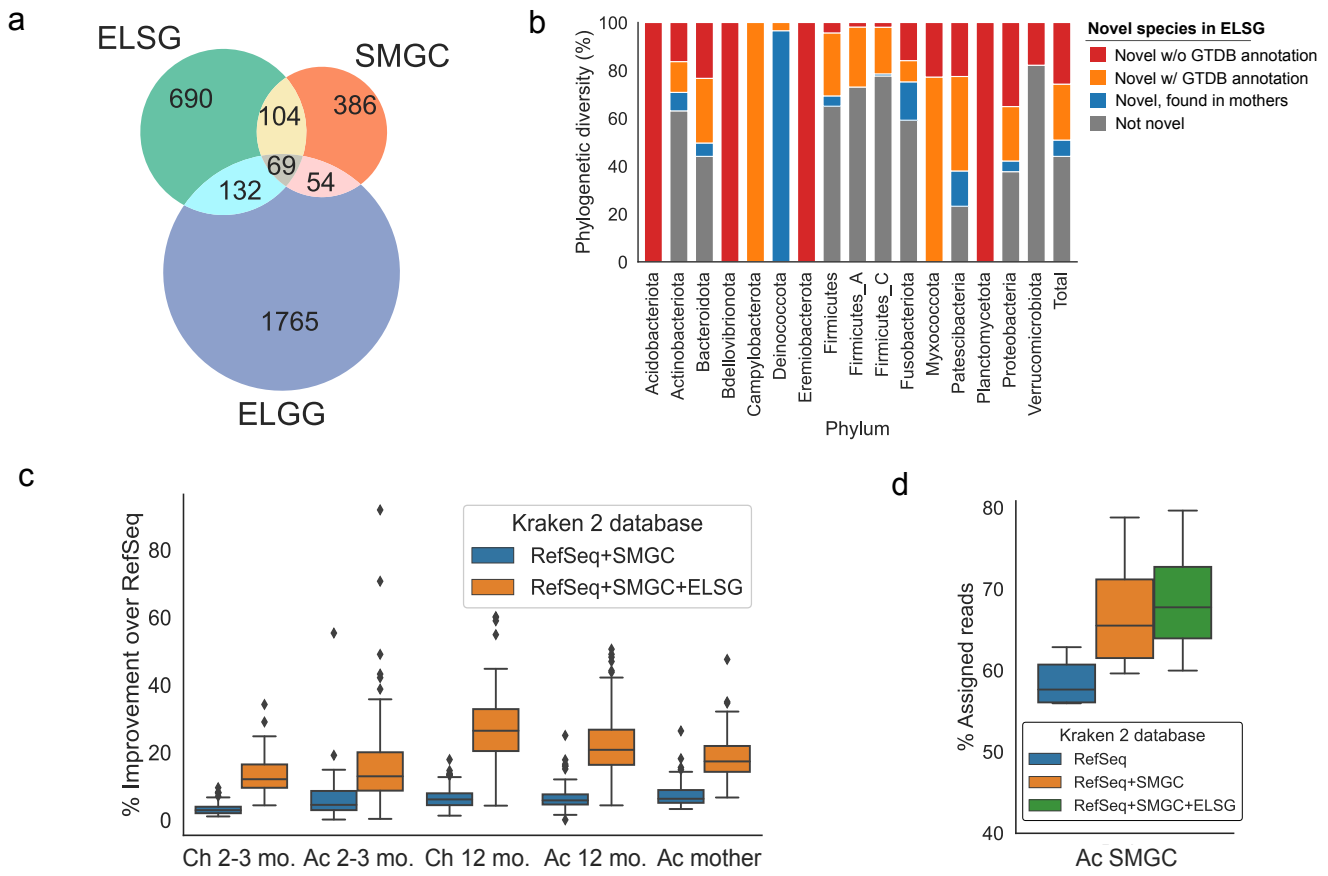 a
ELSG
SMGC
690
104
386
69
132
54
1765
ELGG
b
Phylogenetic diversity (%)
100
80
60
40
20
0
Acidobacteriota
Actinobacteriota
Bacteroidota
Bdellovibrionota
Campylobacterota
Deinococcota
Eremiobacterota
Firmicutes
Firmicutes_A
Firmicutes_C
Fusobacteriota
Myxococcota
Patescibacteria
Planctomycetota
Proteobacteria
Verrucomicrobiota
Total
Phylum
Novel species in ELSG
Novel w/o GTDB annotation
Novel w/ GTDB annotation
Novel, found in mothers
Not novel
c
% Improvement over RefSeq
80
60
40
20
0
Kraken 2 database
RefSeq+SMGC
RefSeq+SMGC+ELSG
Ch 2-3 mo.
Ac 2-3 mo.
Ch 12 mo.
Ac 12 mo.
Ac mother
d
% Assigned reads
80
70
60
50
40
Kraken 2 database
RefSeq
RefSeq+SMGC
RefSeq+SMGC+ELSG
Ac SMGC